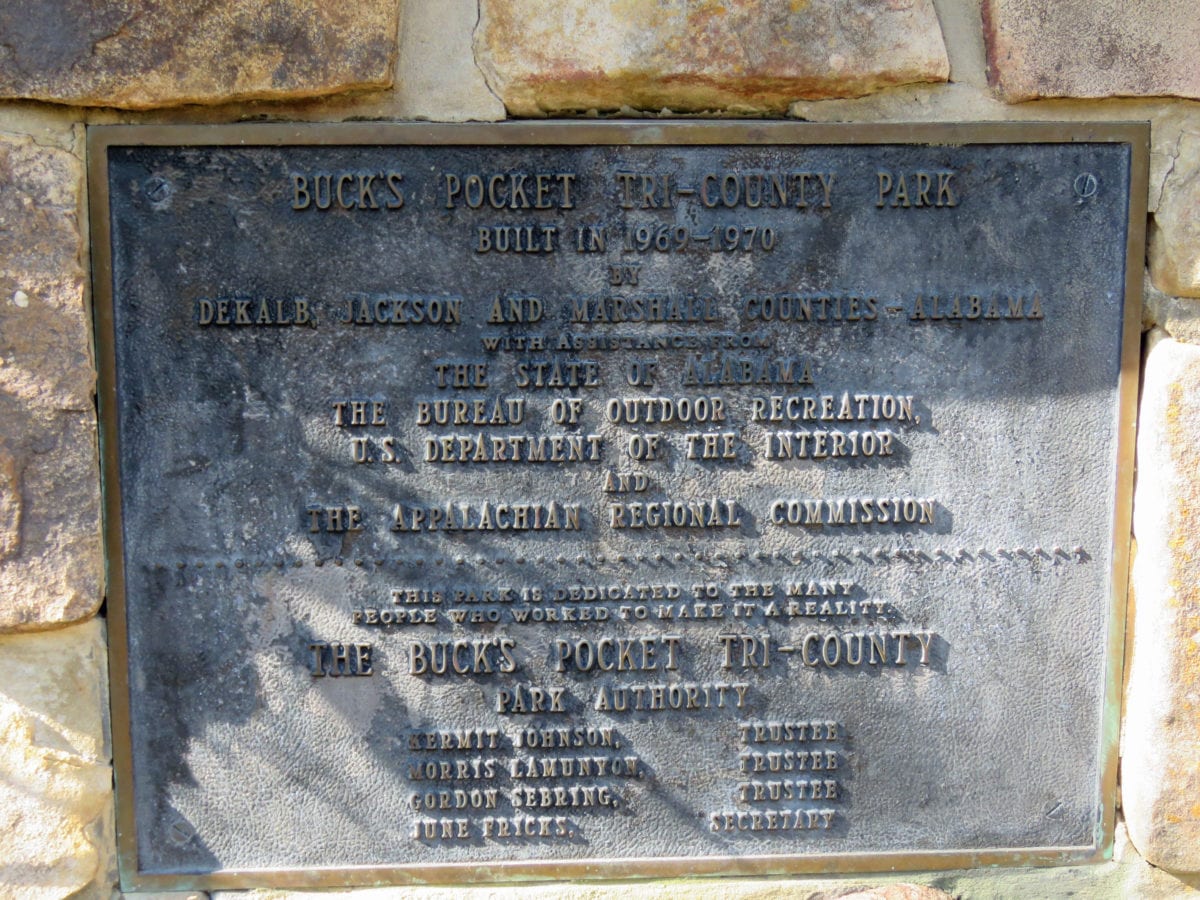 BUCK'S POCKET TRI-COUNTY PARK
BUILT IN 1969-1970
BY
DEKALB, JACKSON AND MARSHALL COUNTIES - ALABAMA
WITH ASSISTANCE FROM
THE STATE OF ALABAMA
THE BUREAU OF OUTDOOR RECREATION,
U.S. DEPARTMENT OF THE INTERIOR
AND
THE APPALACHIAN REGIONAL COMMISSION
THIS PARK IS DEDICATED TO THE MANY
PEOPLE WHO WORKED TO MAKE IT A REALITY.
THE BUCK'S POCKET TRI-COUNTY
PARK AUTHORITY
KERMIT JOHNSON, TRUSTEE
MORRIS LAMUNYON, TRUSTEE
GORDON SEBRING, TRUSTEE
JUNE FRICKS, SECRETARY